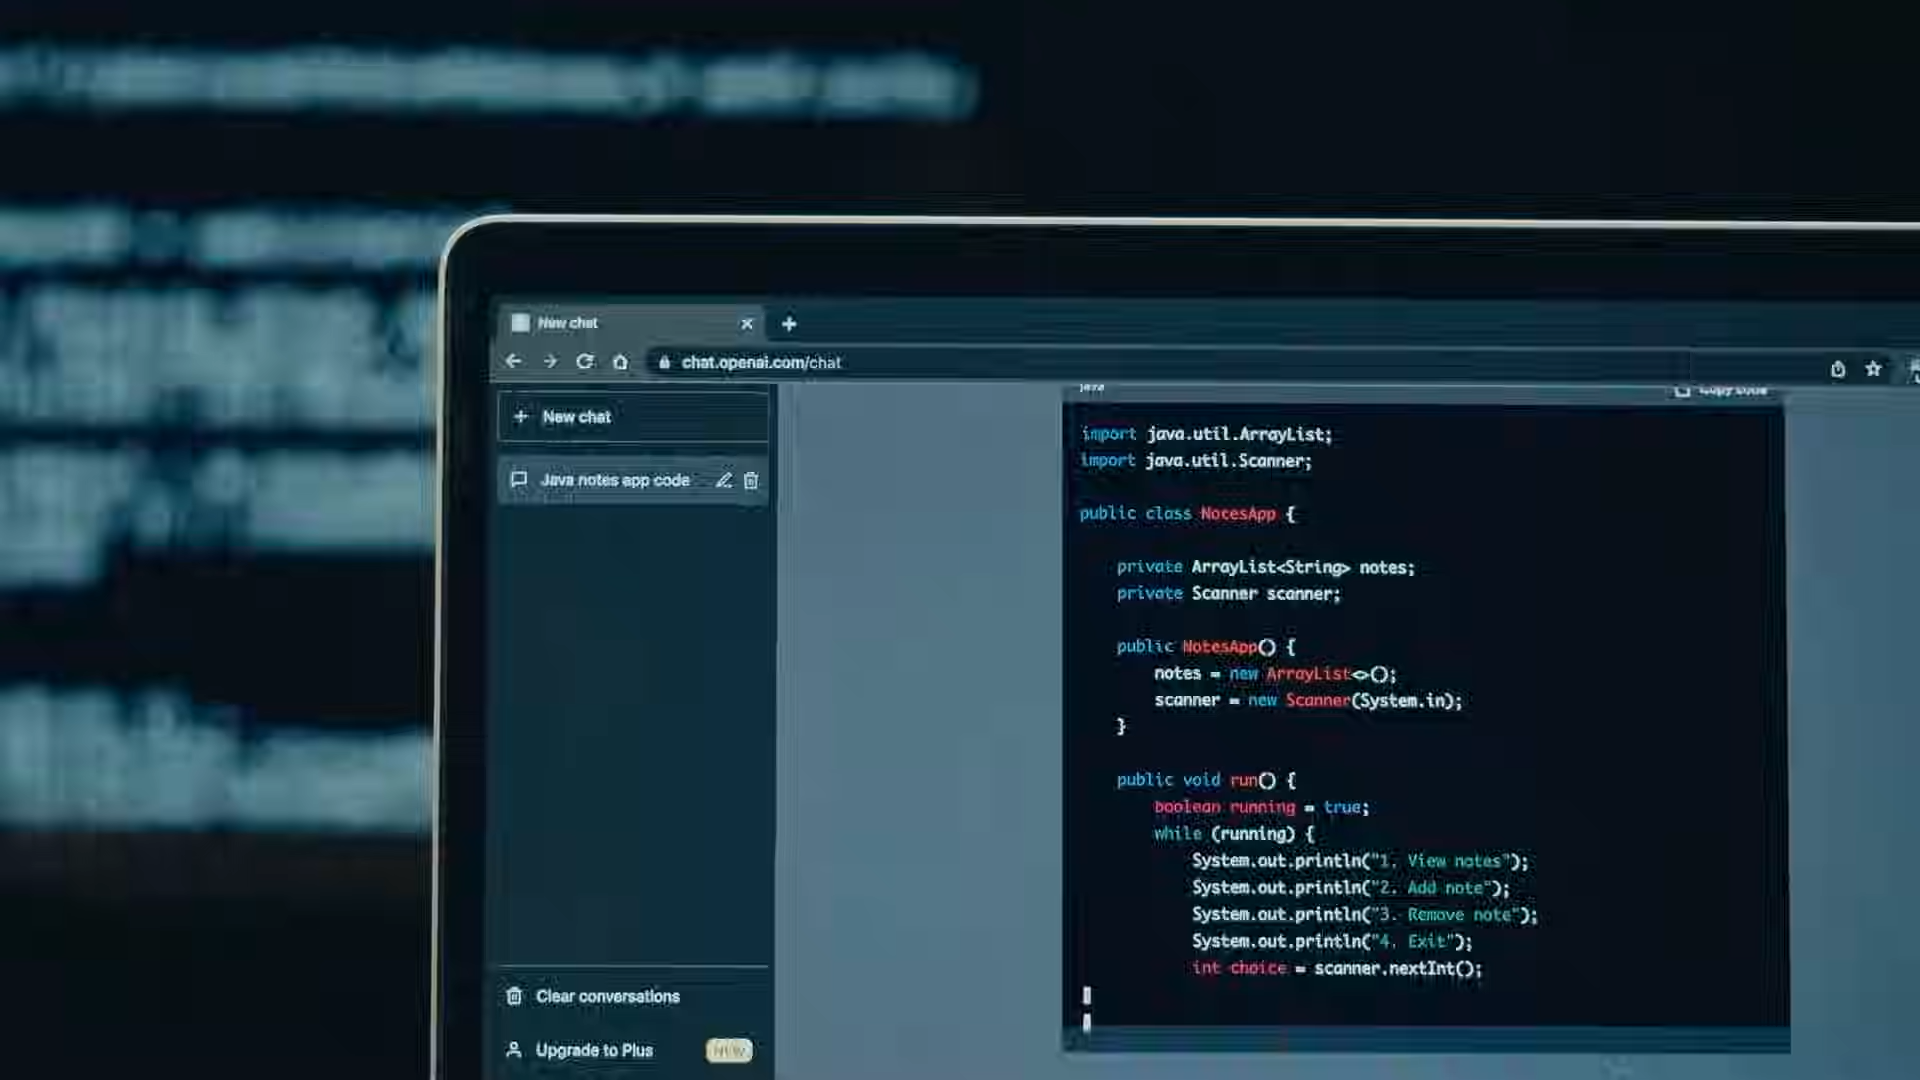 New chat
chat.openai.com/chat
New chat
Java notes app code
Clear conversations
Upgrade to Plus NEW
java Copy code
import java.util.ArrayList;
import java.util.Scanner;
public class NotesApp {
private ArrayList<String> notes;
private Scanner scanner;
public NotesApp() {
notes = new ArrayList<>();
scanner = new Scanner(System.in);
}
public void run() {
boolean running = true;
while (running) {
System.out.println("1. View notes");
System.out.println("2. Add note");
System.out.println("3. Remove note");
System.out.println("4. Exit");
int choice = scanner.nextInt();